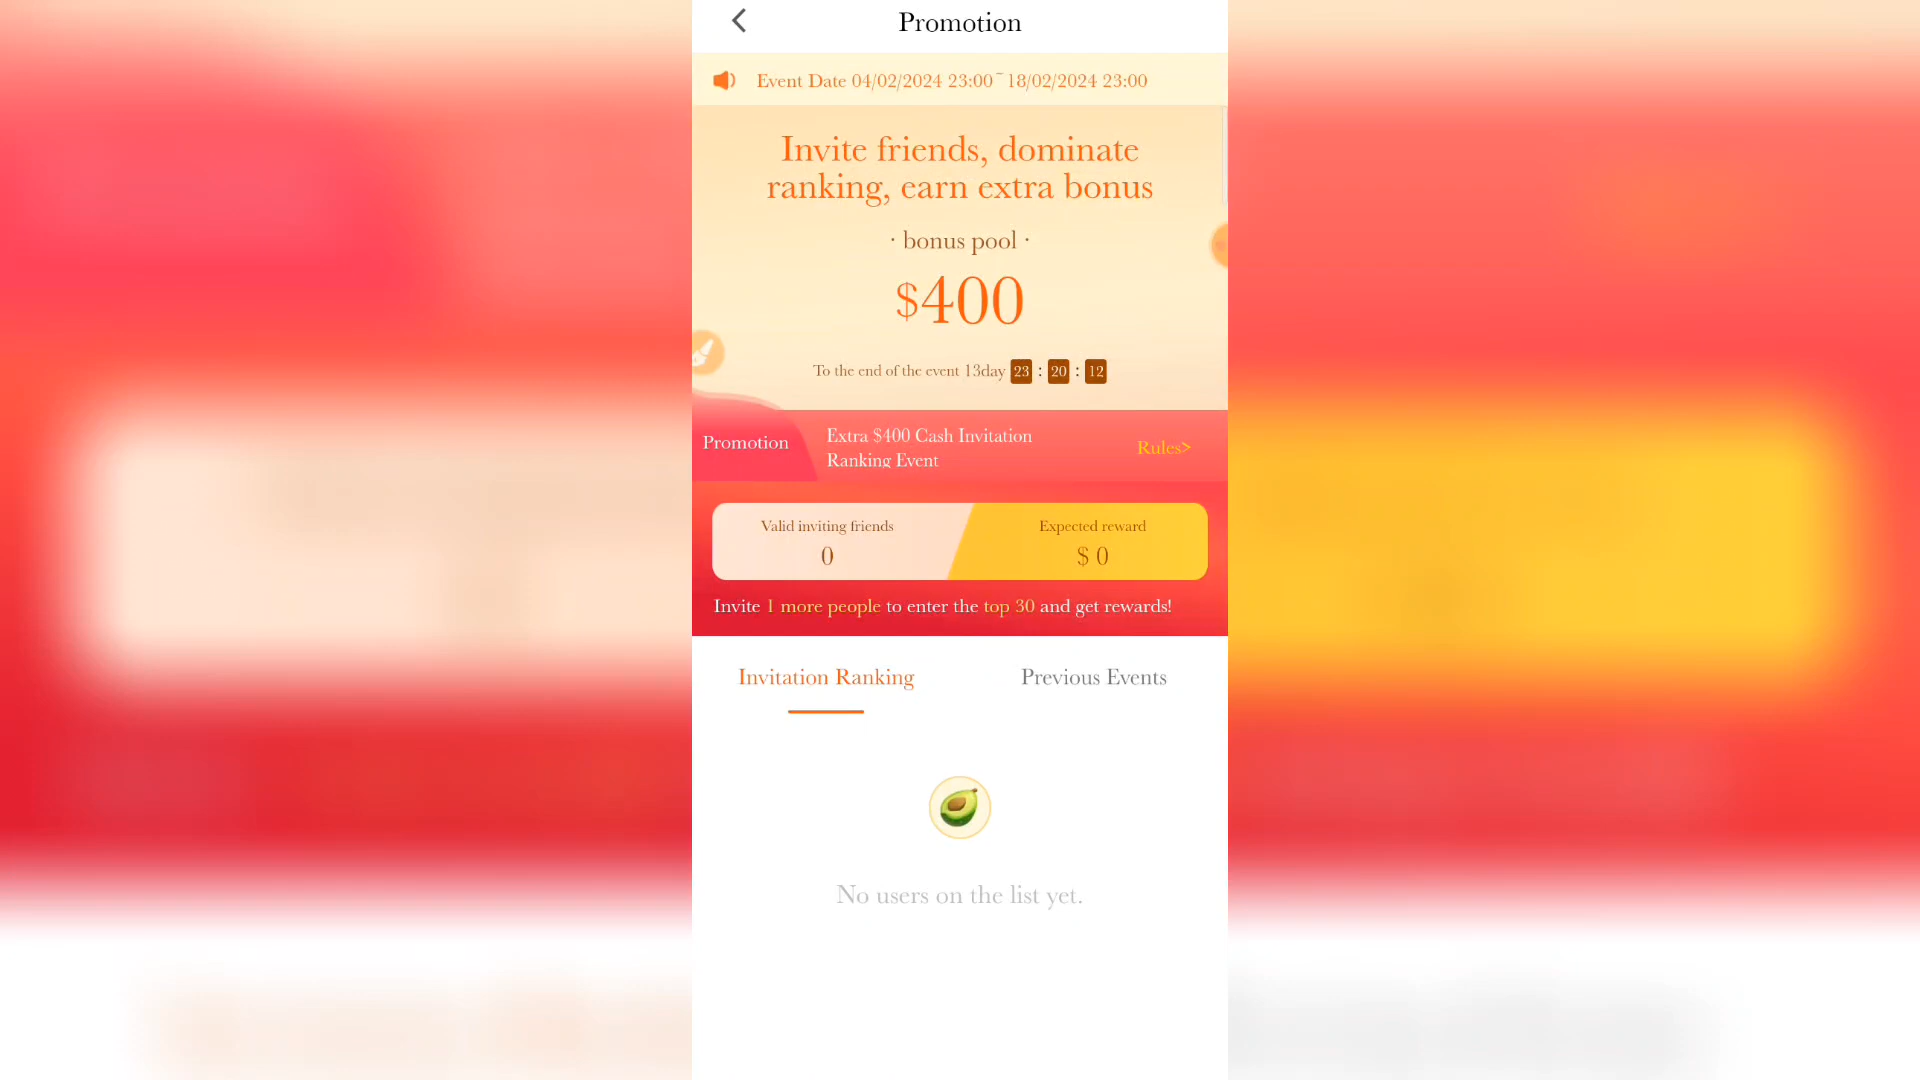 Promotion
Event Date 04/02/2024 23:00 ~ 18/02/2024 23:00
Invite friends, dominate
ranking, earn extra bonus
· bonus pool ·
$400
To the end of the event 13day 23 : 20 : 12
Promotion
Extra $400 Cash Invitation
Ranking Event
Rules>
Valid inviting friends
0
Expected reward
$ 0
Invite 1 more people to enter the top 30 and get rewards!
Invitation Ranking
Previous Events
No users on the list yet.